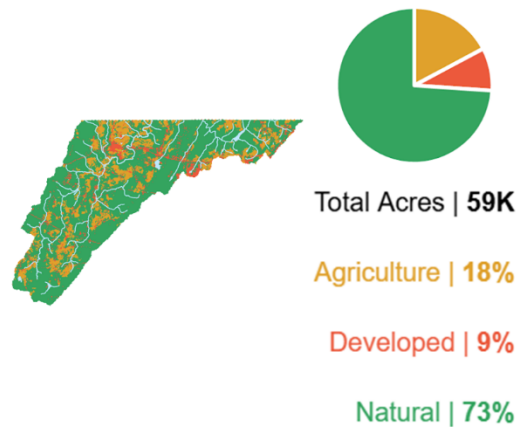 Total Acres | 59K
Agriculture | 18%
Developed | 9%
Natural | 73%